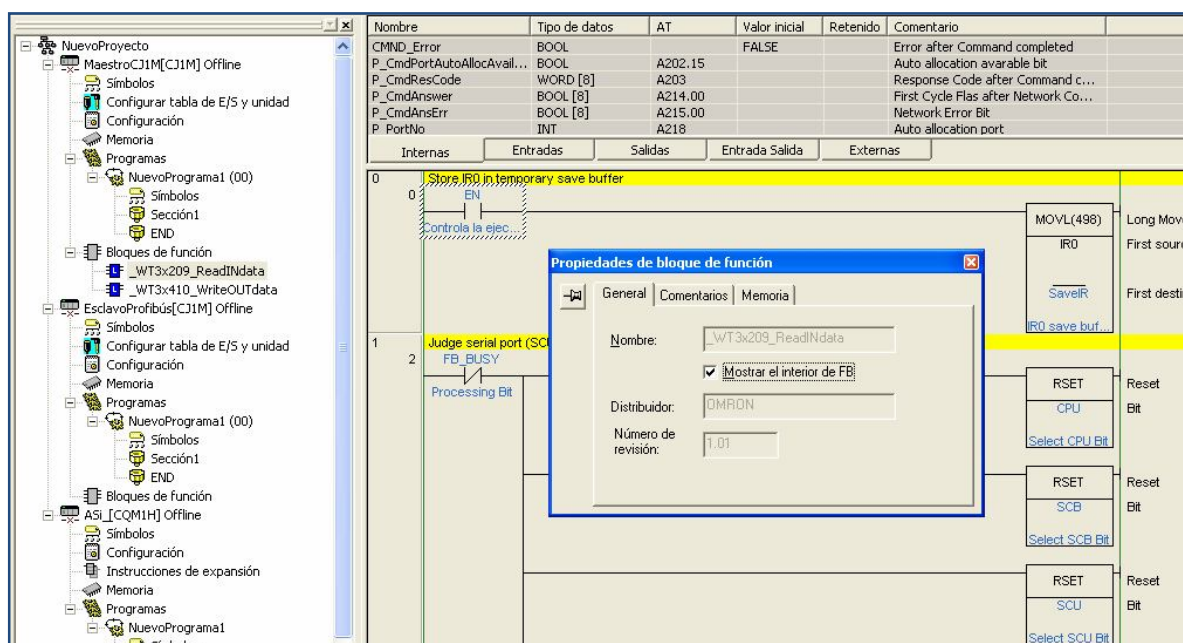 NuevoProyecto
MaestroCJ1M[CJ1M] Offline
Símbolos
Configurar tabla de E/S y unidad
Configuración
Memoria
Programas
NuevoPrograma1 (00)
Símbolos
Sección1
END
Bloques de función
_WT3x209_ReadINdata
_WT3x410_WriteOUTdata
EsclavoProfibús[CJ1M] Offline
Símbolos
Configurar tabla de E/S y unidad
Configuración
Memoria
Programas
NuevoPrograma1 (00)
Símbolos
Sección1
END
Bloques de función
ASi_[CQM1H] Offline
Símbolos
Configuración
Instrucciones de expansión
Memoria
Programas
NuevoPrograma1
Nombre Tipo de datos AT Valor inicial Retenido Comentario
CMND_Error BOOL FALSE Error after Command completed
P_CmdPortAutoAllocAvail... BOOL A202.15 Auto allocation avarable bit
P_CmdResCode WORD [8] A203 Response Code after Command c...
P_CmdAnswer BOOL [8] A214.00 First Cycle Flas after Network Co...
P_CmdAnsErr BOOL [8] A215.00 Network Error Bit
P_PortNo INT A218 Auto allocation port
Internas Entradas Salidas Entrada Salida Externas
0 Store IR0 in temporary save buffer
0 EN
Controla la ejec...
MOVL(498) Long Mov
IR0 First sour
SaveIR First desti
IR0 save buf...
1 Judge serial port (SC
2 FB_BUSY
Processing Bit
RSET Reset
CPU Bit
Select CPU Bit
RSET Reset
SCB Bit
Select SCB Bit
RSET Reset
SCU Bit
Select SCU Bit
Propiedades de bloque de función
General Comentarios Memoria
Nombre: _WT3x209_ReadINdata
Mostrar el interior de FB
Distribuidor: OMRON
Número de
revisión: 1.01